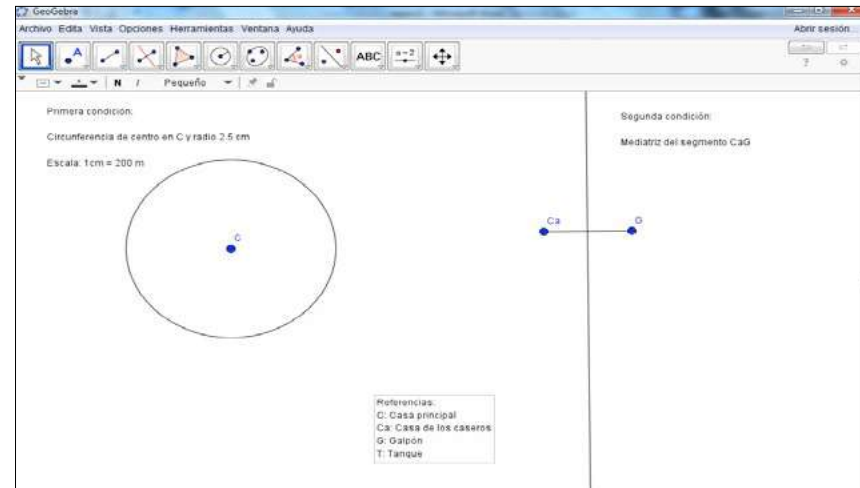 GeoGebra
Archivo Edita Vista Opciones Herramientas Ventana Ayuda
Abrir sesión...
A
ABC
a=2
N I Pequeño
?
Primera condición:
Circunferencia de centro en C y radio 2.5 cm
Escala: 1cm = 200 m
C
Segunda condición:
Mediatriz del segmento CaG
Ca
G
Referencias:
C: Casa principal
Ca: Casa de los caseros
G: Galpón
T: Tanque